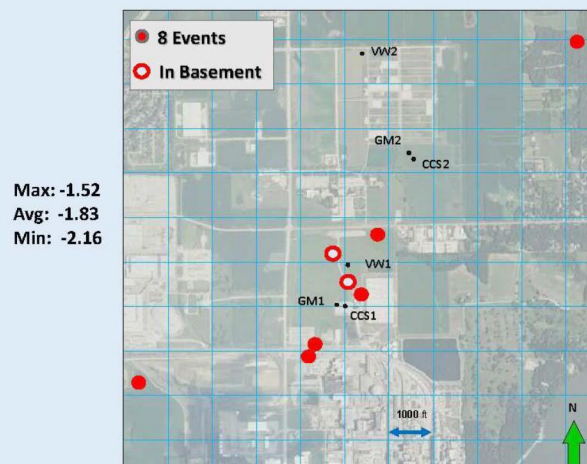 8 Events
In Basement
VW2
GM2
CCS2
Max: -1.52
Avg: -1.83
Min: -2.16
VW1
GM1
CCS1
1000 ft
N